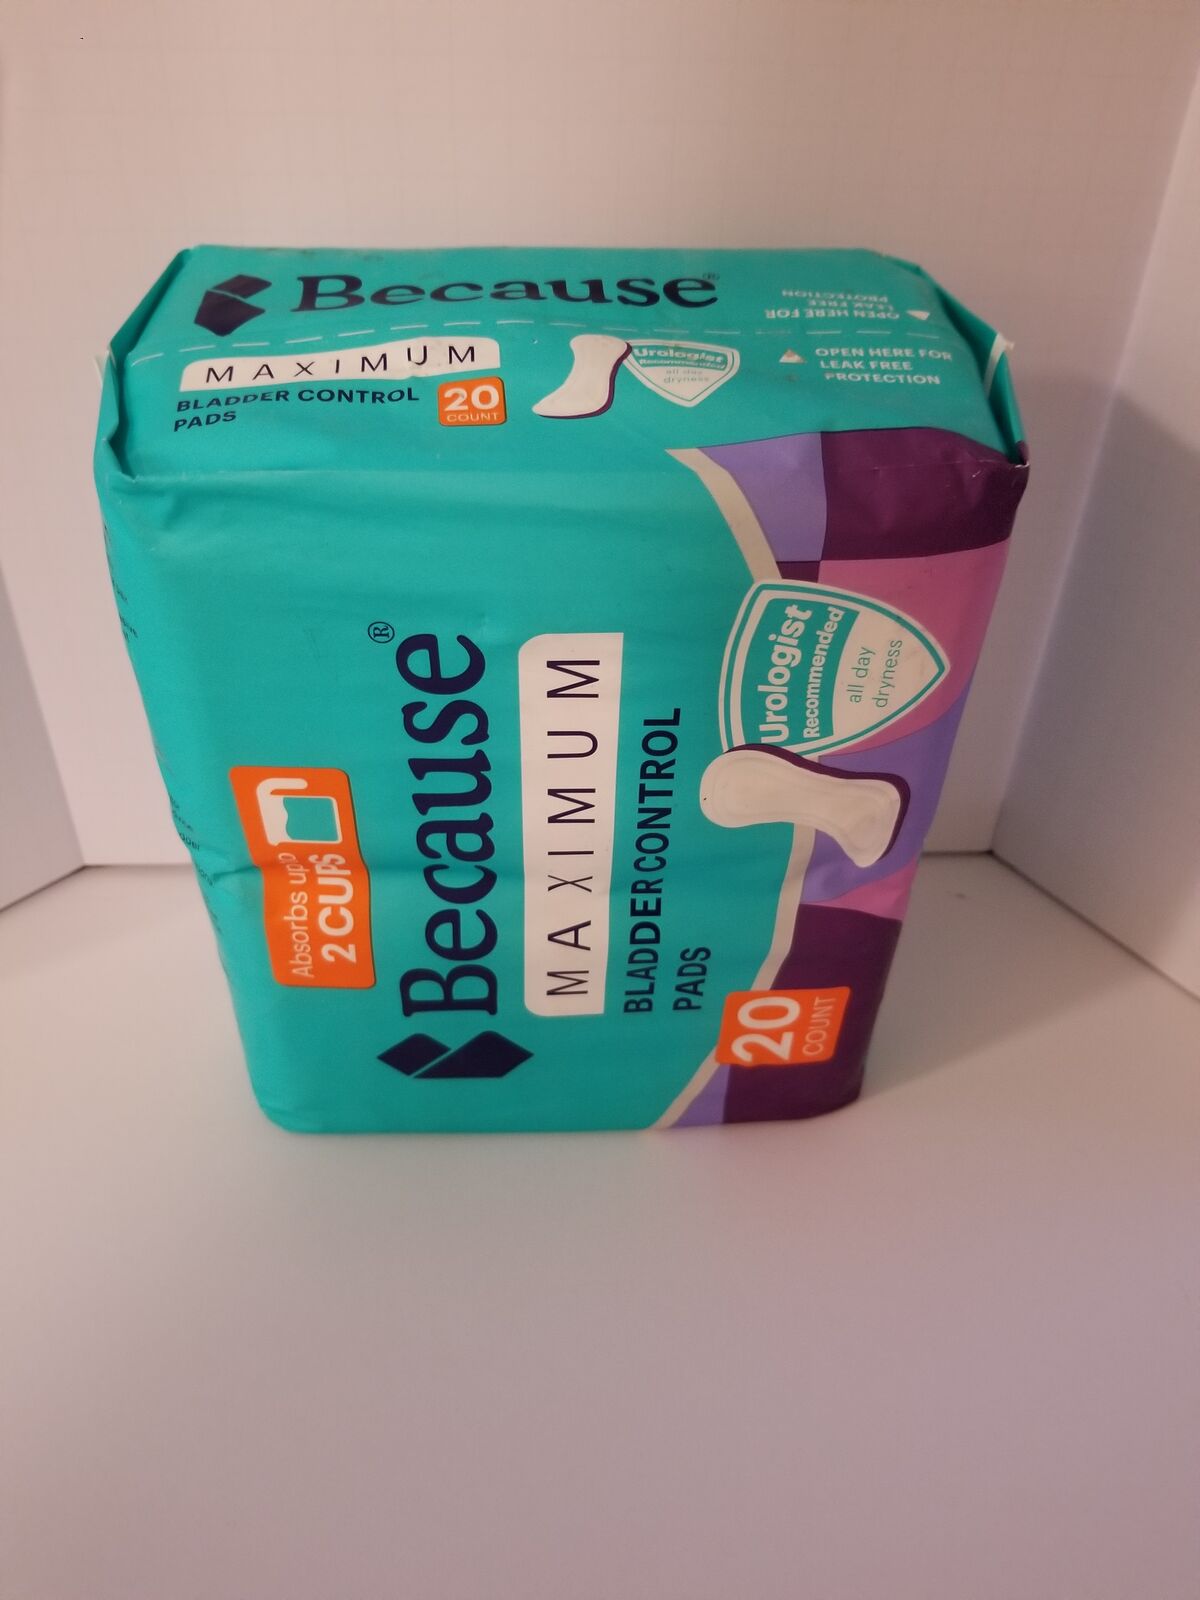 Because®
MAXIMUM
BLADDER CONTROL
PADS
20
COUNT
Urologist
Recommended
all day
dryness
OPEN HERE FOR
LEAK FREE
PROTECTION
OPEN HERE FOR
LEAK FREE
PROTECTION
Absorbs up
2 CUPS
Because®
MAXIMUM
BLADDER CONTROL
PADS
Urologist
Recommended
all day
dryness
20
COUNT